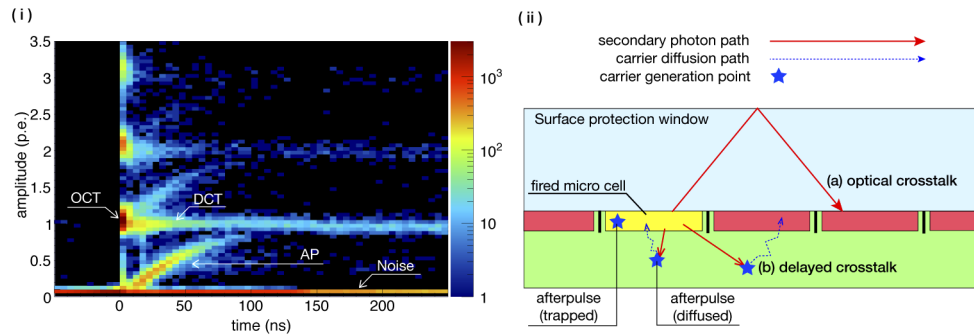 ( i )
amplitude (p.e.)
3.5
3
2.5
2
1.5
1
0.5
0
OCT
DCT
AP
Noise
0
50
100
150
200
time (ns)
10³
10²
10
1
( ii )
secondary photon path
carrier diffusion path
carrier generation point
Surface protection window
(a) optical crosstalk
fired micro cell
(b) delayed crosstalk
afterpulse
(trapped)
afterpulse
(diffused)